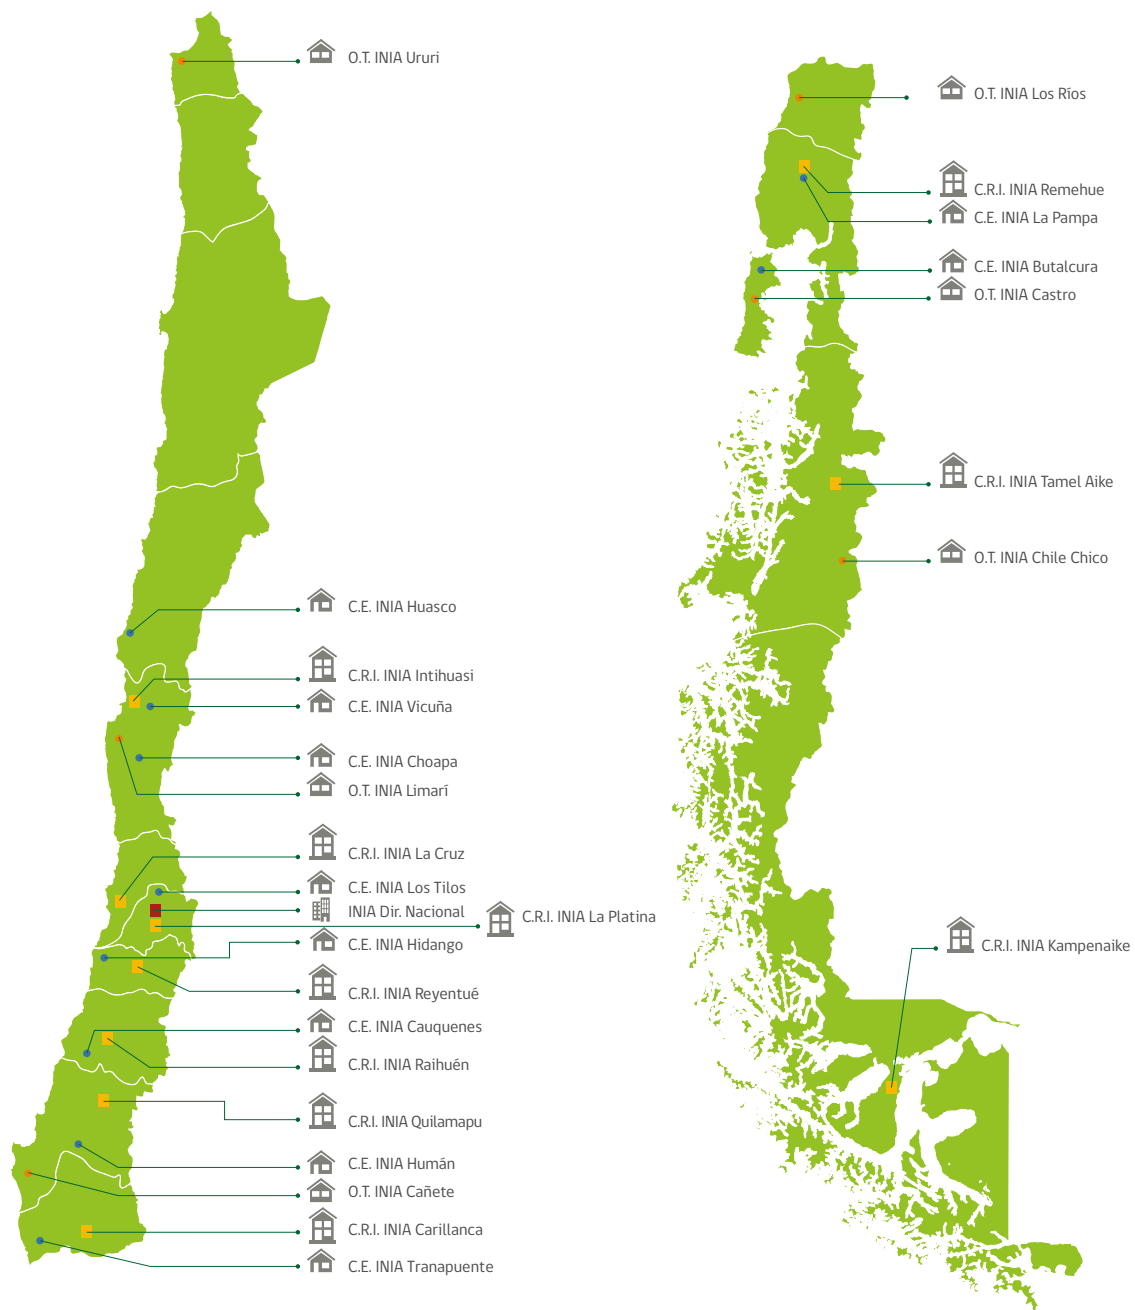 O.T. INIA Ururi
C.E. INIA Huasco
C.R.I. INIA Intihuasi
C.E. INIA Vicuña
C.E. INIA Choapa
O.T. INIA Limarí
C.R.I. INIA La Cruz
C.E. INIA Los Tilos
INIA Dir. Nacional
C.R.I. INIA La Platina
C.E. INIA Hidango
C.R.I. INIA Reyentué
C.E. INIA Cauquenes
C.R.I. INIA Raihuén
C.R.I. INIA Quilamapu
C.E. INIA Humán
O.T. INIA Cañete
C.R.I. INIA Carillanca
C.E. INIA Tranapuente
O.T. INIA Los Ríos
C.R.I. INIA Remehue
C.E. INIA La Pampa
C.E. INIA Butalcura
O.T. INIA Castro
C.R.I. INIA Tamel Aike
O.T. INIA Chile Chico
C.R.I. INIA Kampenaike